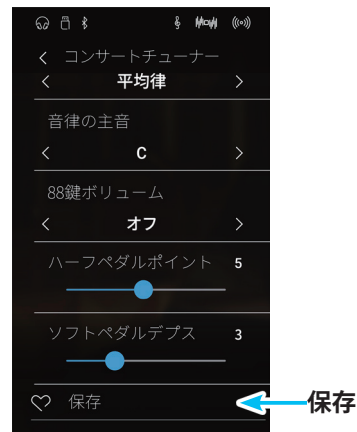 コンサートチューナー
平均律
音律の主音
C
88鍵ボリューム
オフ
ハーフペダルポイント 5
ソフトペダルデプス 3
保存
保存